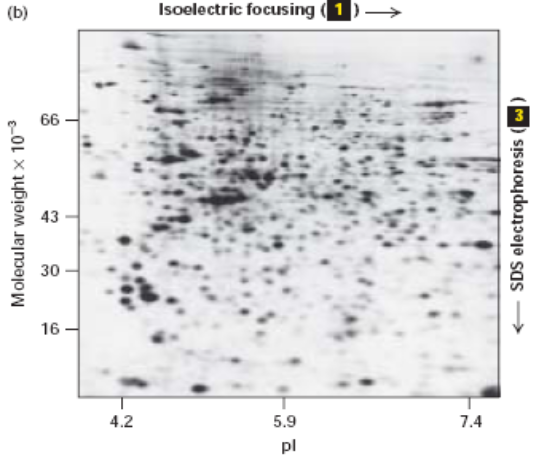 (b)
Isoelectric focusing ( 1 ) ⟶
66
43
30
16
Molecular weight × 10⁻³
SDS electrophoresis ( 3 ) ⟶
4.2 5.9 7.4
pI